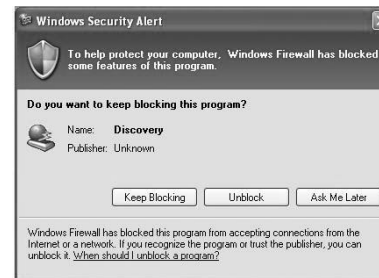 Windows Security Alert
To help protect your computer, Windows Firewall has blocked
some features of this program.
Do you want to keep blocking this program?
Name: Discovery
Publisher: Unknown
Keep Blocking Unblock Ask Me Later
Windows Firewall has blocked this program from accepting connections from the
Internet or a network. If you recognize the program or trust the publisher, you can
unblock it. When should I unblock a program?